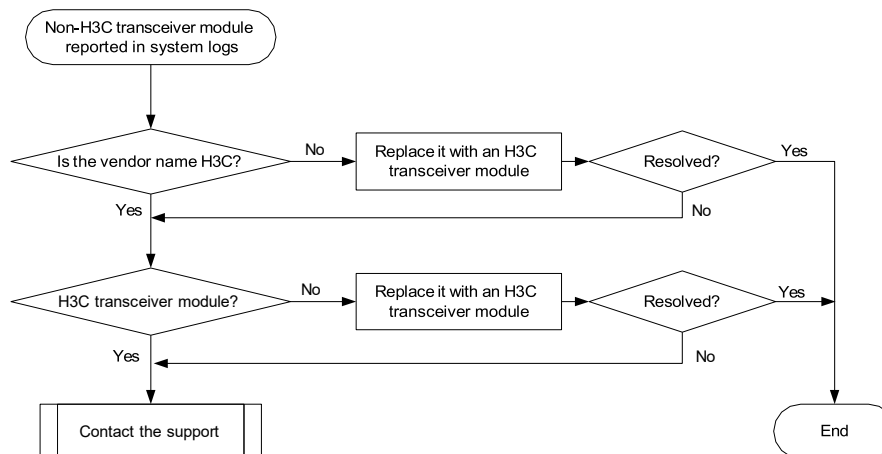 Non-H3C transceiver module
reported in system logs
Is the vendor name H3C?
No
Replace it with an H3C
transceiver module
Resolved?
Yes
Yes
No
H3C transceiver module?
No
Replace it with an H3C
transceiver module
Resolved?
Yes
Yes
No
Contact the support
End